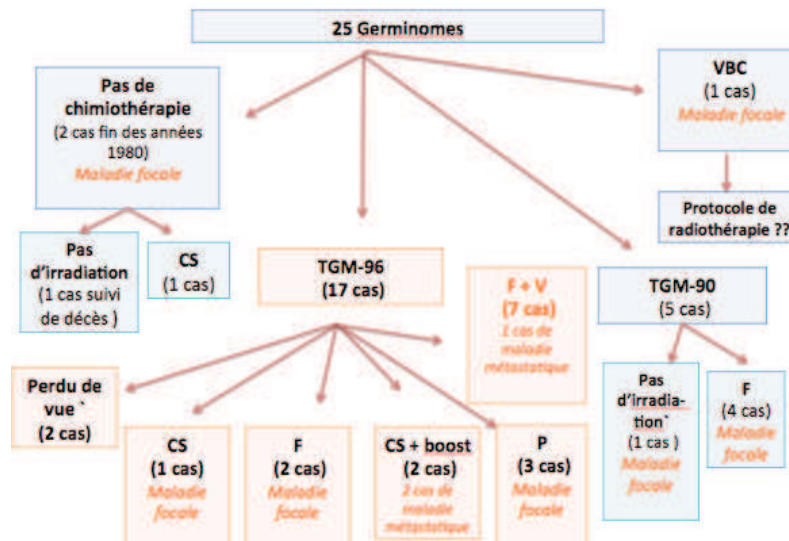 25 Germinomes
Pas de
chimiothérapie
(2 cas fin des années
1980)
Maladie focale
VBC
(1 cas)
Maladie focale
Protocole de
radiothérapie ??
Pas
d'irradiation
(1 cas suivi
de décès )
CS
(1 cas)
TGM-96
(17 cas)
F + V
(7 cas)
1 cas de
maladie
métastatique
TGM-90
(5 cas)
Perdu de
vue `
(2 cas)
CS
(1 cas)
Maladie
focale
F
(2 cas)
Maladie
focale
CS + boost
(2 cas)
2 cas de
maladie
métastatique
P
(3 cas)
Maladie
focale
Pas
d'irradia-
tion`
(1 cas )
Maladie
focale
F
(4 cas)
Maladie
focale